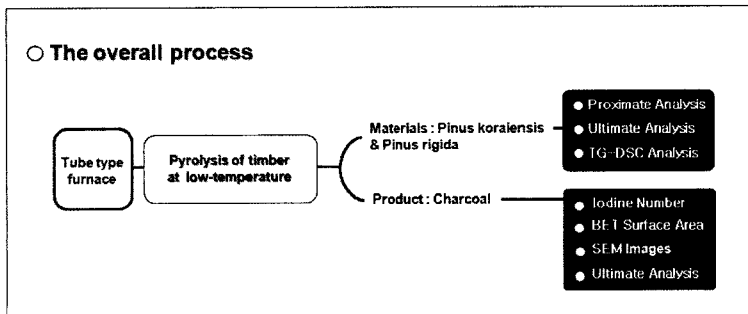 ○ The overall process
Tube type
furnace
Pyrolysis of timber
at low-temperature
Materials : Pinus koraiensis
& Pinus rigida
● Proximate Analysis
● Ultimate Analysis
● TG-DSC Analysis
Product : Charcoal
● Iodine Number
● BET Surface Area
● SEM Images
● Ultimate Analysis